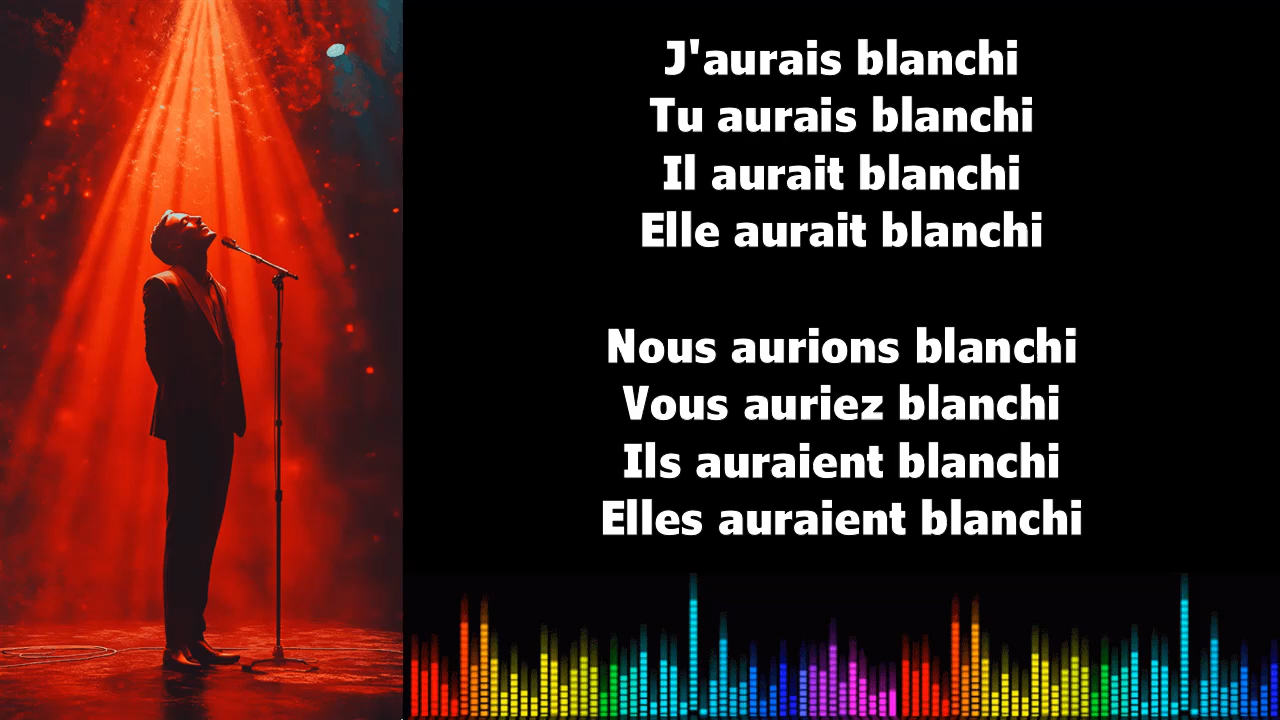 J'aurais blanchi
Tu aurais blanchi
Il aurait blanchi
Elle aurait blanchi
Nous aurions blanchi
Vous auriez blanchi
Ils auraient blanchi
Elles auraient blanchi